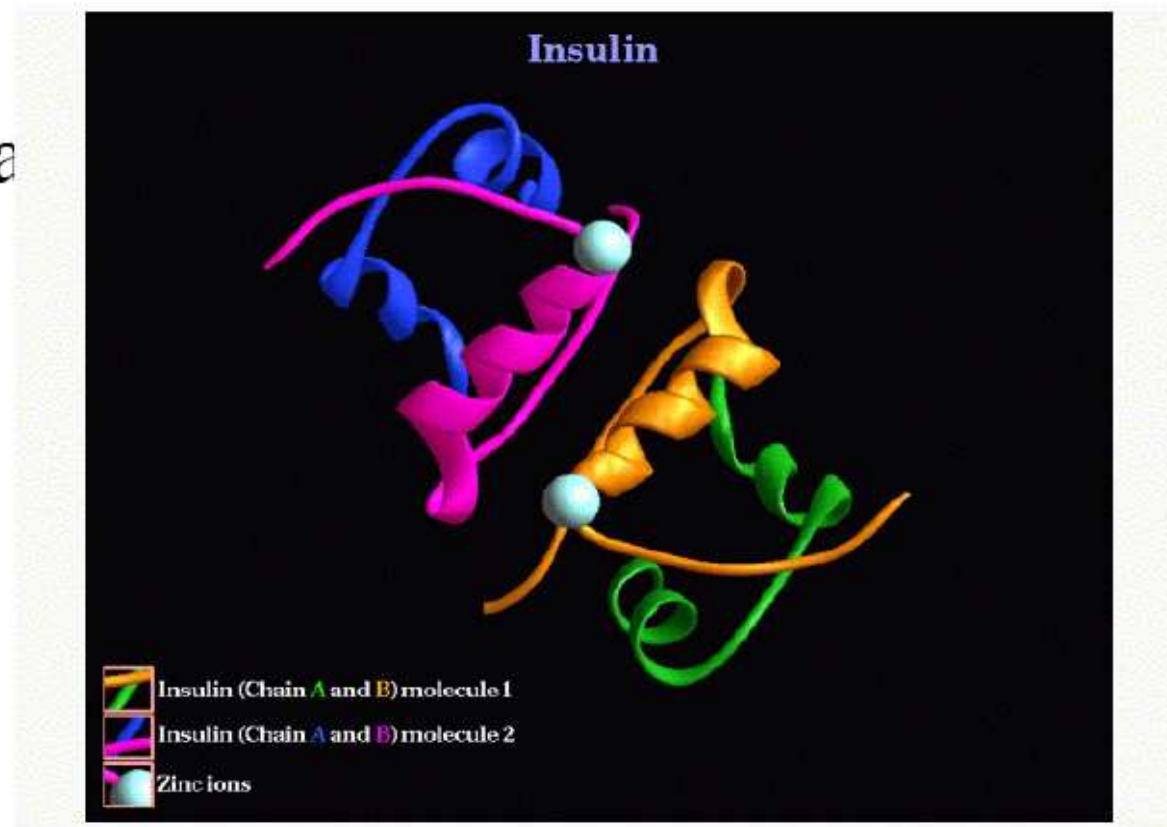 Insulin
a
Insulin (Chain A and B) molecule 1
Insulin (Chain A and B) molecule 2
Zinc ions